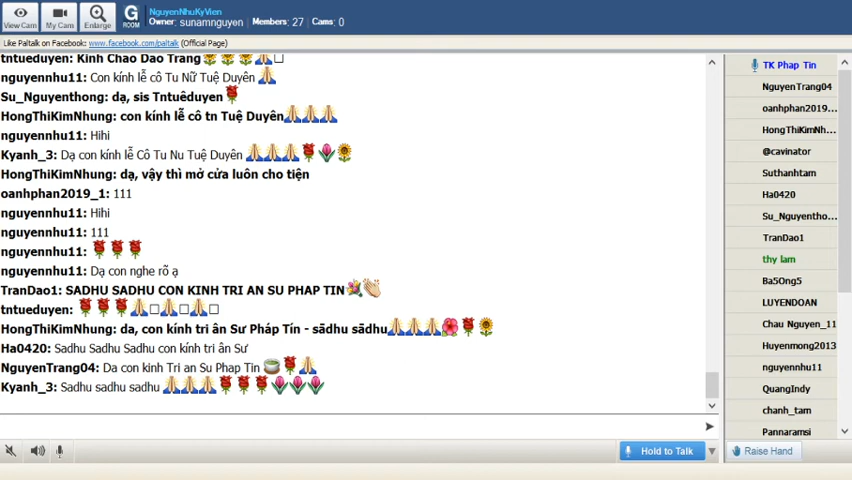 NguyenNhuKyVien
Owner: sunamnguyen Members: 27 Cams: 0
View Cam My Cam Enlarge G ROOM
Like Paltalk on Facebook: www.facebook.com/paltalk (Official Page)
tntueduyen: Kinh Chao Dao Trang
nguyennhu11: Con kính lễ cô Tu Nữ Tuệ Duyên
Su_Nguyenthong: dạ, sis Tntuêduyen
HongThiKimNhung: con kính lễ cô tn Tuệ Duyên
nguyennhu11: Hihi
Kyanh_3: Dạ con kính lễ Cô Tu Nu Tuệ Duyên
HongThiKimNhung: dạ, vậy thì mở cửa luôn cho tiện
oanhphan2019_1: 111
nguyennhu11: Hihi
nguyennhu11: 111
nguyennhu11:
nguyennhu11: Dạ con nghe rõ ạ
TranDao1: SADHU SADHU CON KINH TRI AN SU PHAP TIN
tntueduyen:
HongThiKimNhung: dạ, con kính tri ân Sư Pháp Tín - sādhu sādhu
Ha0420: Sadhu Sadhu Sadhu con kính tri ân Sư
NguyenTrang04: Dạ con kinh Tri an Su Phap Tin
Kyanh_3: Sadhu sadhu sadhu
Hold to Talk
TK Phap Tin
NguyenTrang04
oanhphan2019...
HongThiKimNh...
@cavinator
Suthanhtam
Ha0420
Su_Nguyentho...
TranDao1
thy lam
Ba5Ong5
LUYENDOAN
Chau Nguyen_11
Huyenmong2013
nguyennhu11
QuangIndy
chanh_tam
Pannaramsi
Raise Hand